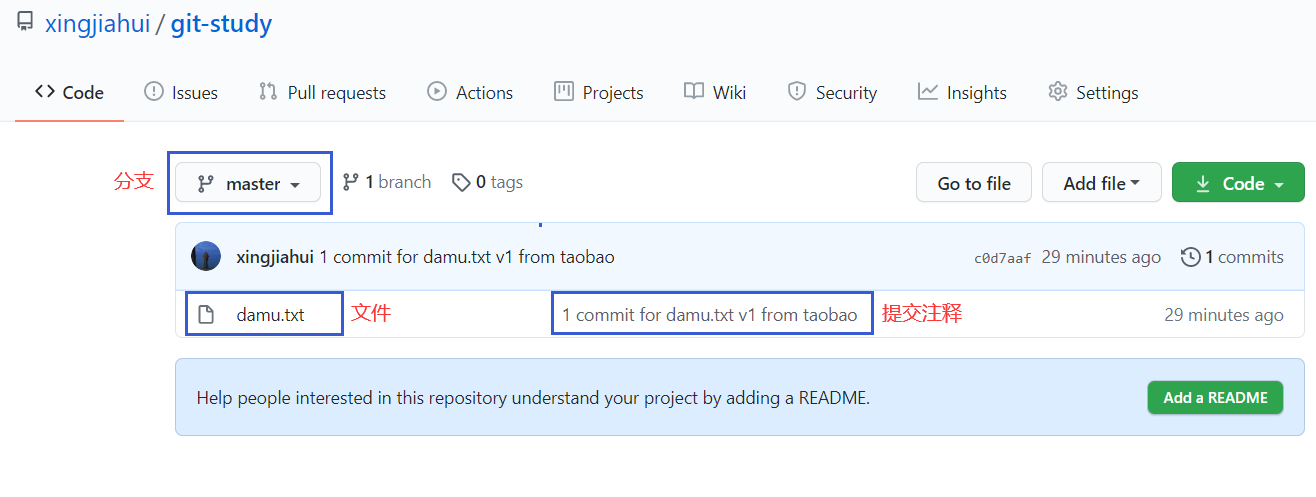 xingjiahui / git-study
Code Issues Pull requests Actions Projects Wiki Security Insights Settings
分支 master 1 branch 0 tags Go to file Add file Code
xingjiahui 1 commit for damu.txt v1 from taobao c0d7aaf 29 minutes ago 1 commits
damu.txt 文件 1 commit for damu.txt v1 from taobao 提交注释 29 minutes ago
Help people interested in this repository understand your project by adding a README. Add a README